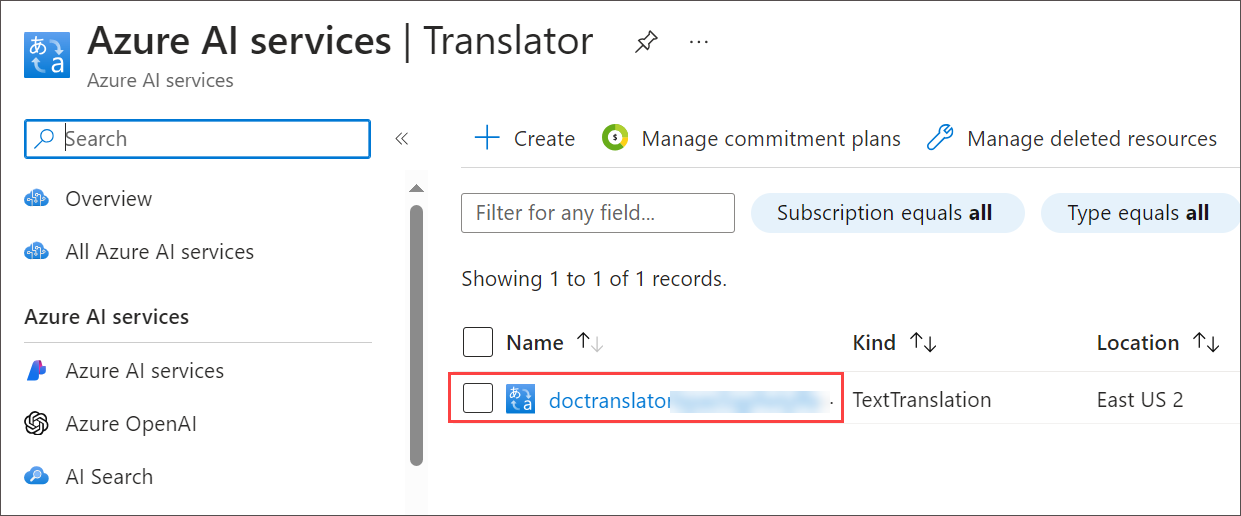 Azure AI services | Translator ...
Azure AI services
Search
«
Create
Manage commitment plans
Manage deleted resources
Overview
All Azure AI services
Azure AI services
Azure AI services
Azure OpenAI
AI Search
Filter for any field...
Subscription equals all
Type equals all
Showing 1 to 1 of 1 records.
Name ↑↓
Kind ↑↓
Location ↑↓
TextTranslation
East US 2